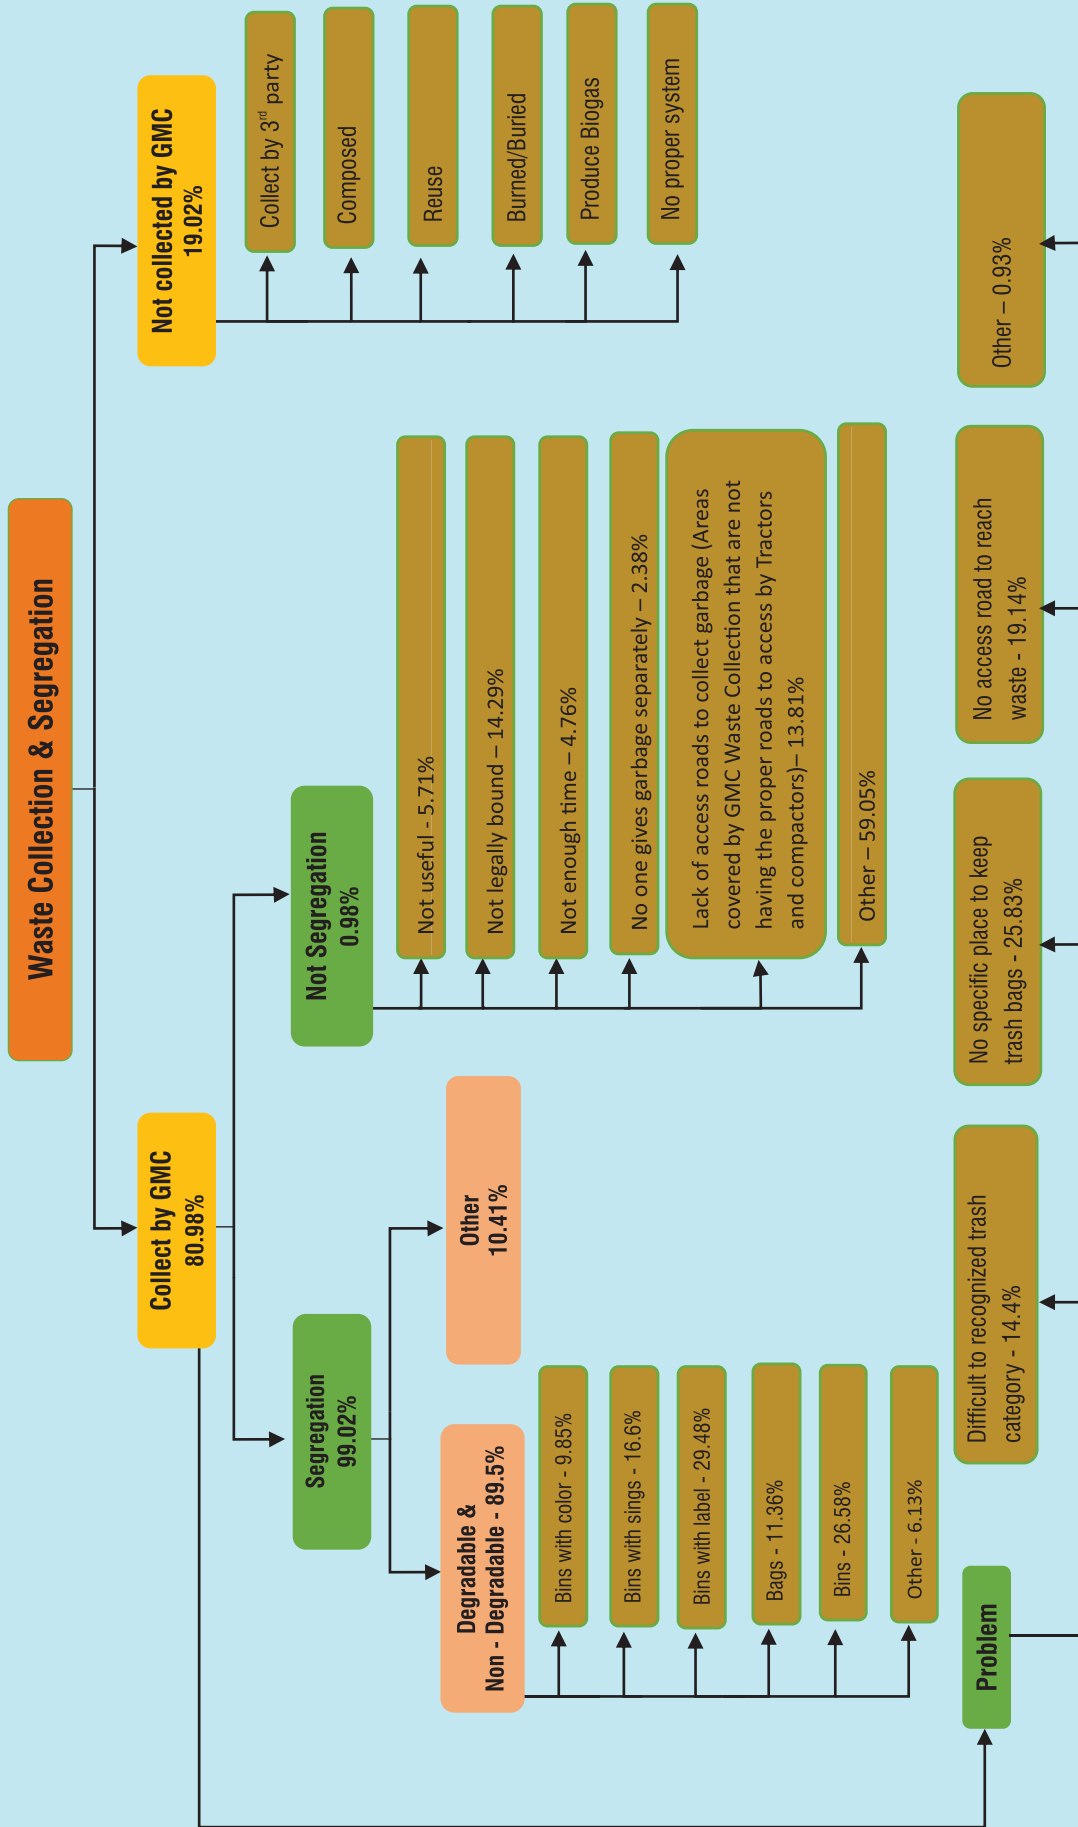 Waste Collection & Segregation
Collect by GMC
80.98%
Not collected by GMC
19.02%
Segregation
99.02%
Not Segregation
0.98%
Degradable &
Non - Degradable - 89.5%
Other
10.41%
Bins with color - 9.85%
Bins with sings - 16.6%
Bins with label - 29.48%
Bags - 11.36%
Bins - 26.58%
Other - 6.13%
Not useful - 5.71%
Not legally bound – 14.29%
Not enough time – 4.76%
No one gives garbage separately – 2.38%
Lack of access roads to collect garbage (Areas
covered by GMC Waste Collection that are not
having the proper roads to access by Tractors
and compactors)– 13.81%
Other – 59.05%
Collect by 3rd party
Composed
Reuse
Burned/Buried
Produce Biogas
No proper system
Problem
Difficult to recognized trash
category - 14.4%
No specific place to keep
trash bags - 25.83%
No access road to reach
waste - 19.14%
Other – 0.93%